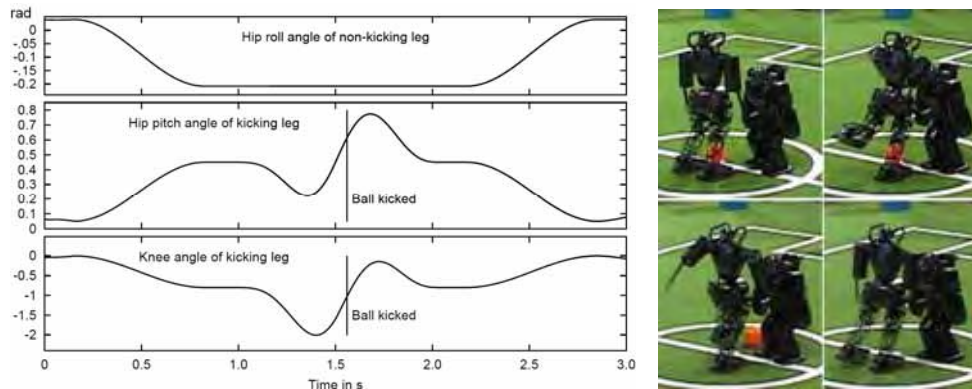 rad
Hip roll angle of non-kicking leg
0
-.05
-0.1
-.15
-0.2
Hip pitch angle of kicking leg
0.8
0.7
0.6
0.5
0.4
0.3
0.2
0.1
0
Ball kicked
Knee angle of kicking leg
0
-0.5
-1
-1.5
-2
Ball kicked
0 0.5 1.0 1.5 2.0 2.5 3.0
Time in s